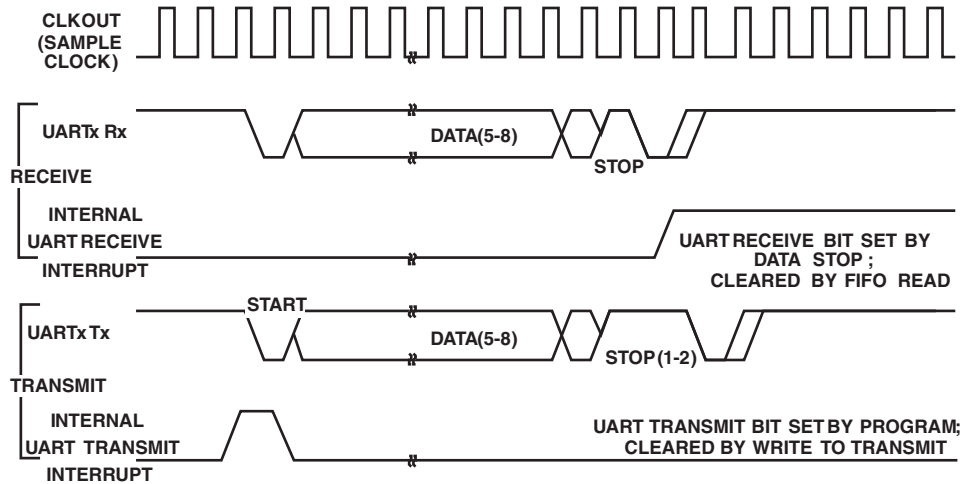 CLKOUT
(SAMPLE
CLOCK)
UARTx Rx
DATA(5-8)
STOP
RECEIVE
INTERNAL
UART RECEIVE
INTERRUPT
UART RECEIVE BIT SET BY
DATA STOP;
CLEARED BY FIFO READ
START
UARTx Tx
DATA(5-8)
STOP (1-2)
TRANSMIT
INTERNAL
UART TRANSMIT
INTERRUPT
UART TRANSMIT BIT SET BY PROGRAM;
CLEARED BY WRITE TO TRANSMIT